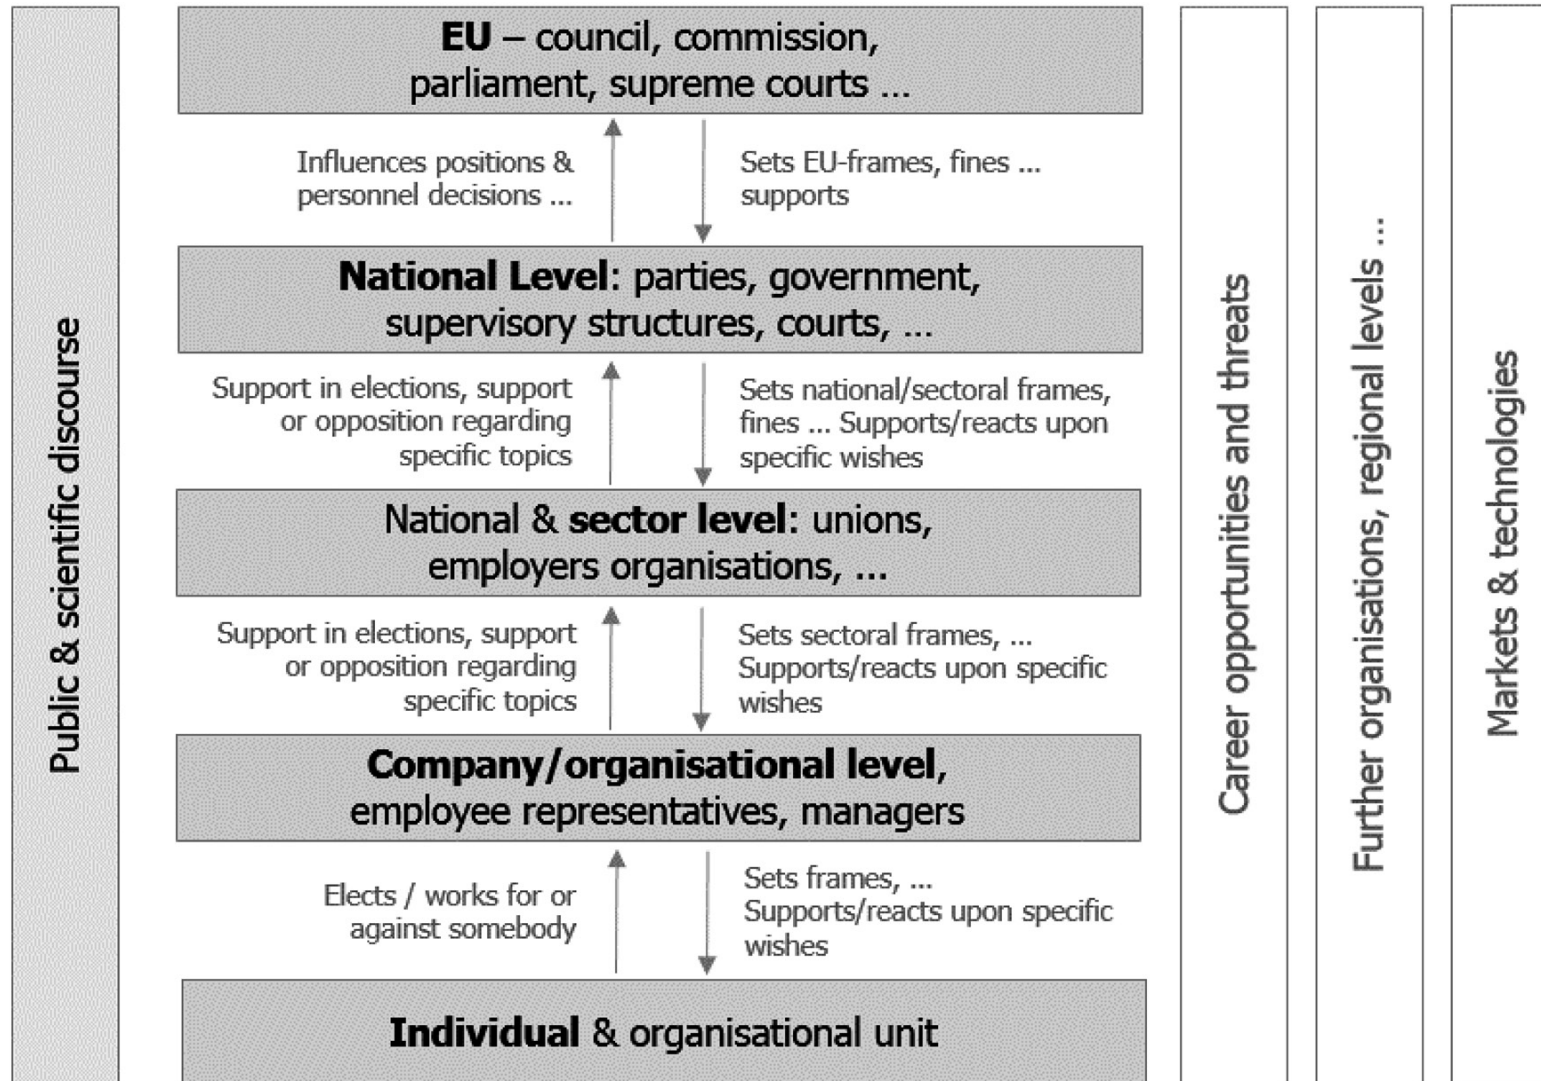 Public & scientific discourse
EU – council, commission,
parliament, supreme courts ...
Influences positions &
personnel decisions ...
Sets EU-frames, fines ...
supports
National Level: parties, government,
supervisory structures, courts, ...
Support in elections, support
or opposition regarding
specific topics
Sets national/sectoral frames,
fines ... Supports/reacts upon
specific wishes
National & sector level: unions,
employers organisations, ...
Support in elections, support
or opposition regarding
specific topics
Sets sectoral frames, ...
Supports/reacts upon specific
wishes
Company/organisational level,
employee representatives, managers
Elects / works for or
against somebody
Sets frames, ...
Supports/reacts upon specific
wishes
Individual & organisational unit
Career opportunities and threats
Further organisations, regional levels ...
Markets & technologies